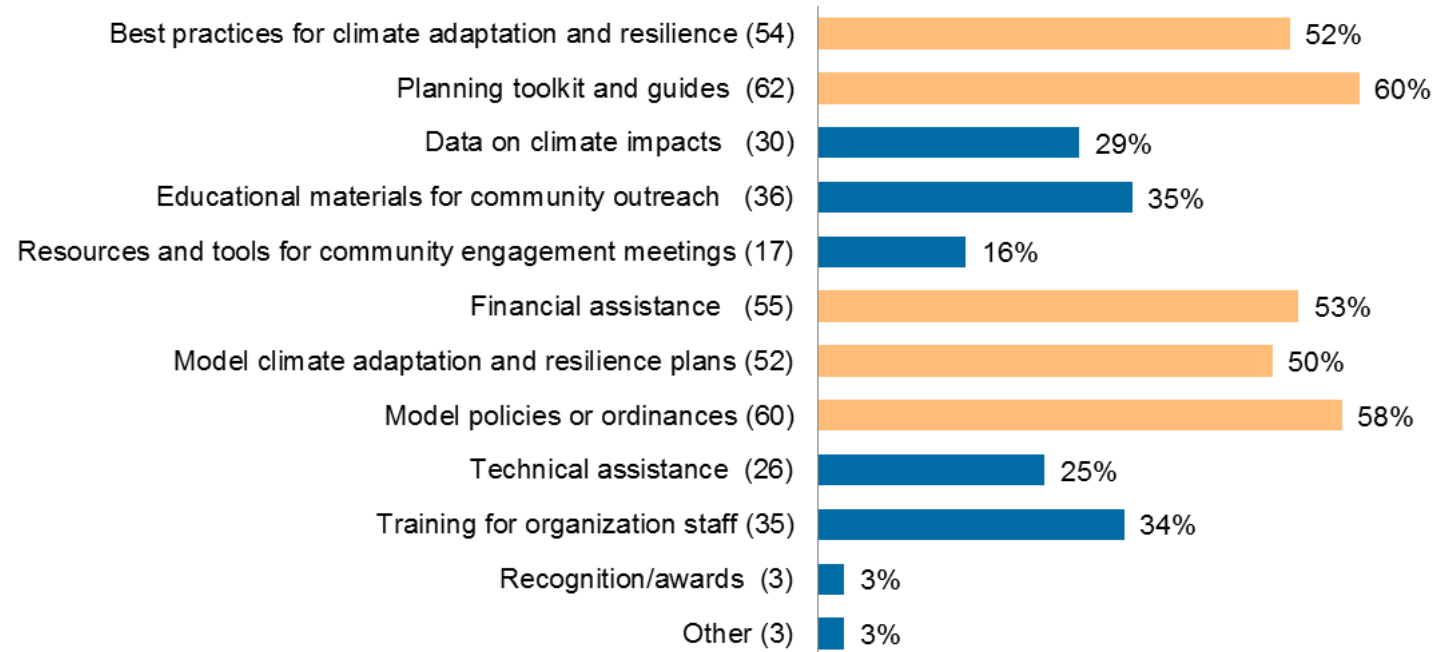 Best practices for climate adaptation and resilience (54) 52%
Planning toolkit and guides (62) 60%
Data on climate impacts (30) 29%
Educational materials for community outreach (36) 35%
Resources and tools for community engagement meetings (17) 16%
Financial assistance (55) 53%
Model climate adaptation and resilience plans (52) 50%
Model policies or ordinances (60) 58%
Technical assistance (26) 25%
Training for organization staff (35) 34%
Recognition/awards (3) 3%
Other (3) 3%